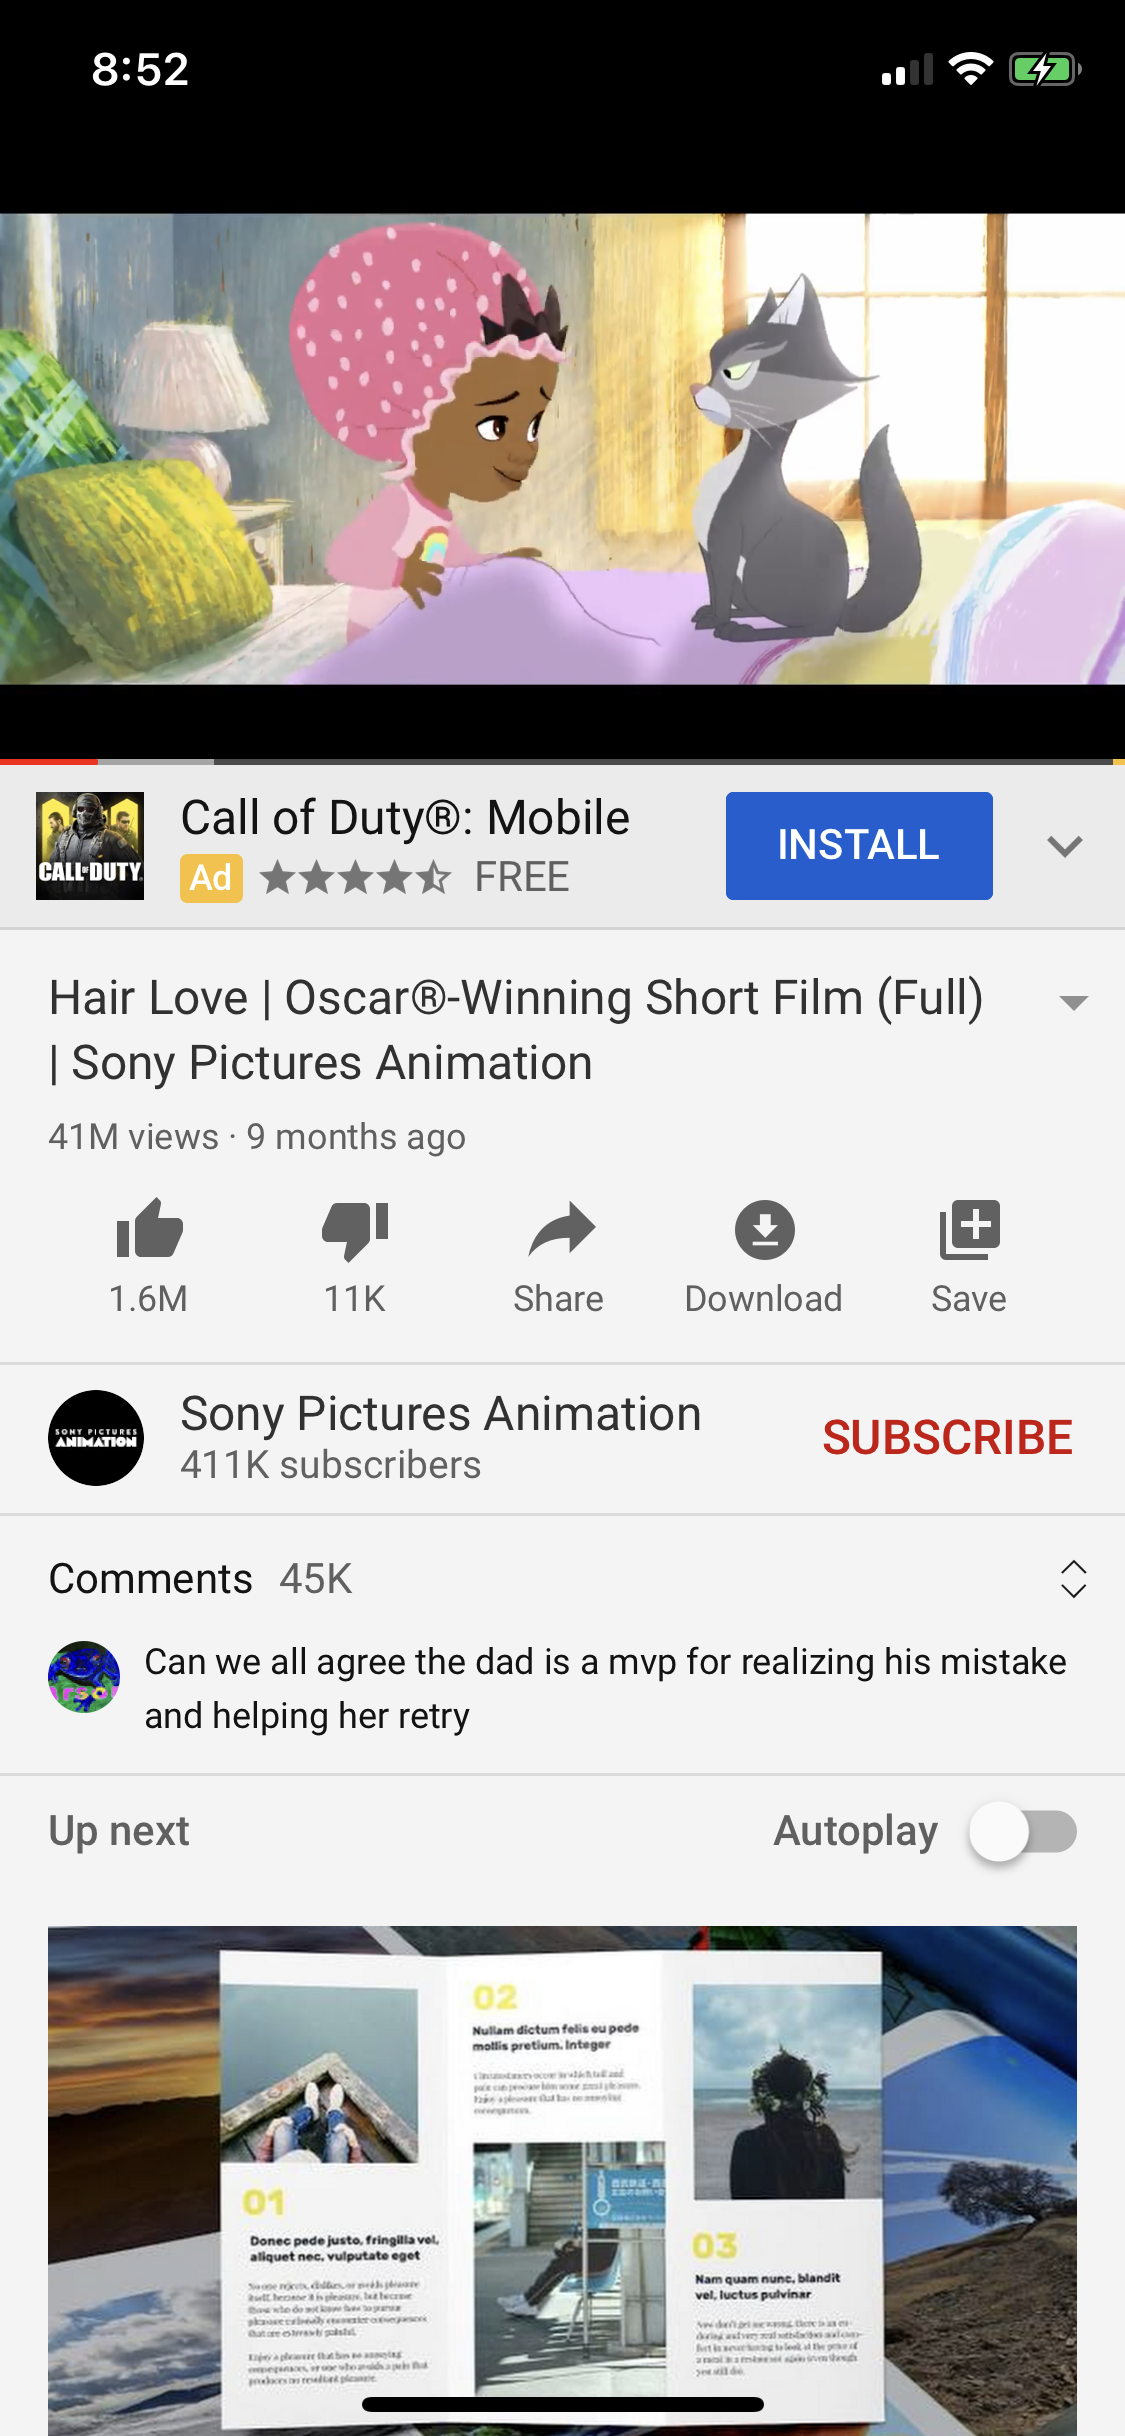 8:52
CALL OF DUTY
Call of Duty®: Mobile
Ad FREE
INSTALL
Hair Love | Oscar®-Winning Short Film (Full)
| Sony Pictures Animation
41M views · 9 months ago
1.6M
11K
Share
Download
Save
SONY PICTURES
ANIMATION
Sony Pictures Animation
411K subscribers
SUBSCRIBE
Comments 45K
Can we all agree the dad is a mvp for realizing his mistake
and helping her retry
Up next
Autoplay
02
Nullam dictum felis eu pede
mollis pretium. Integer
01
Donec pede justo, fringilla vel,
aliquet nec, vulputate eget
03
Nam quam nunc, blandit
vel, luctus pulvinar